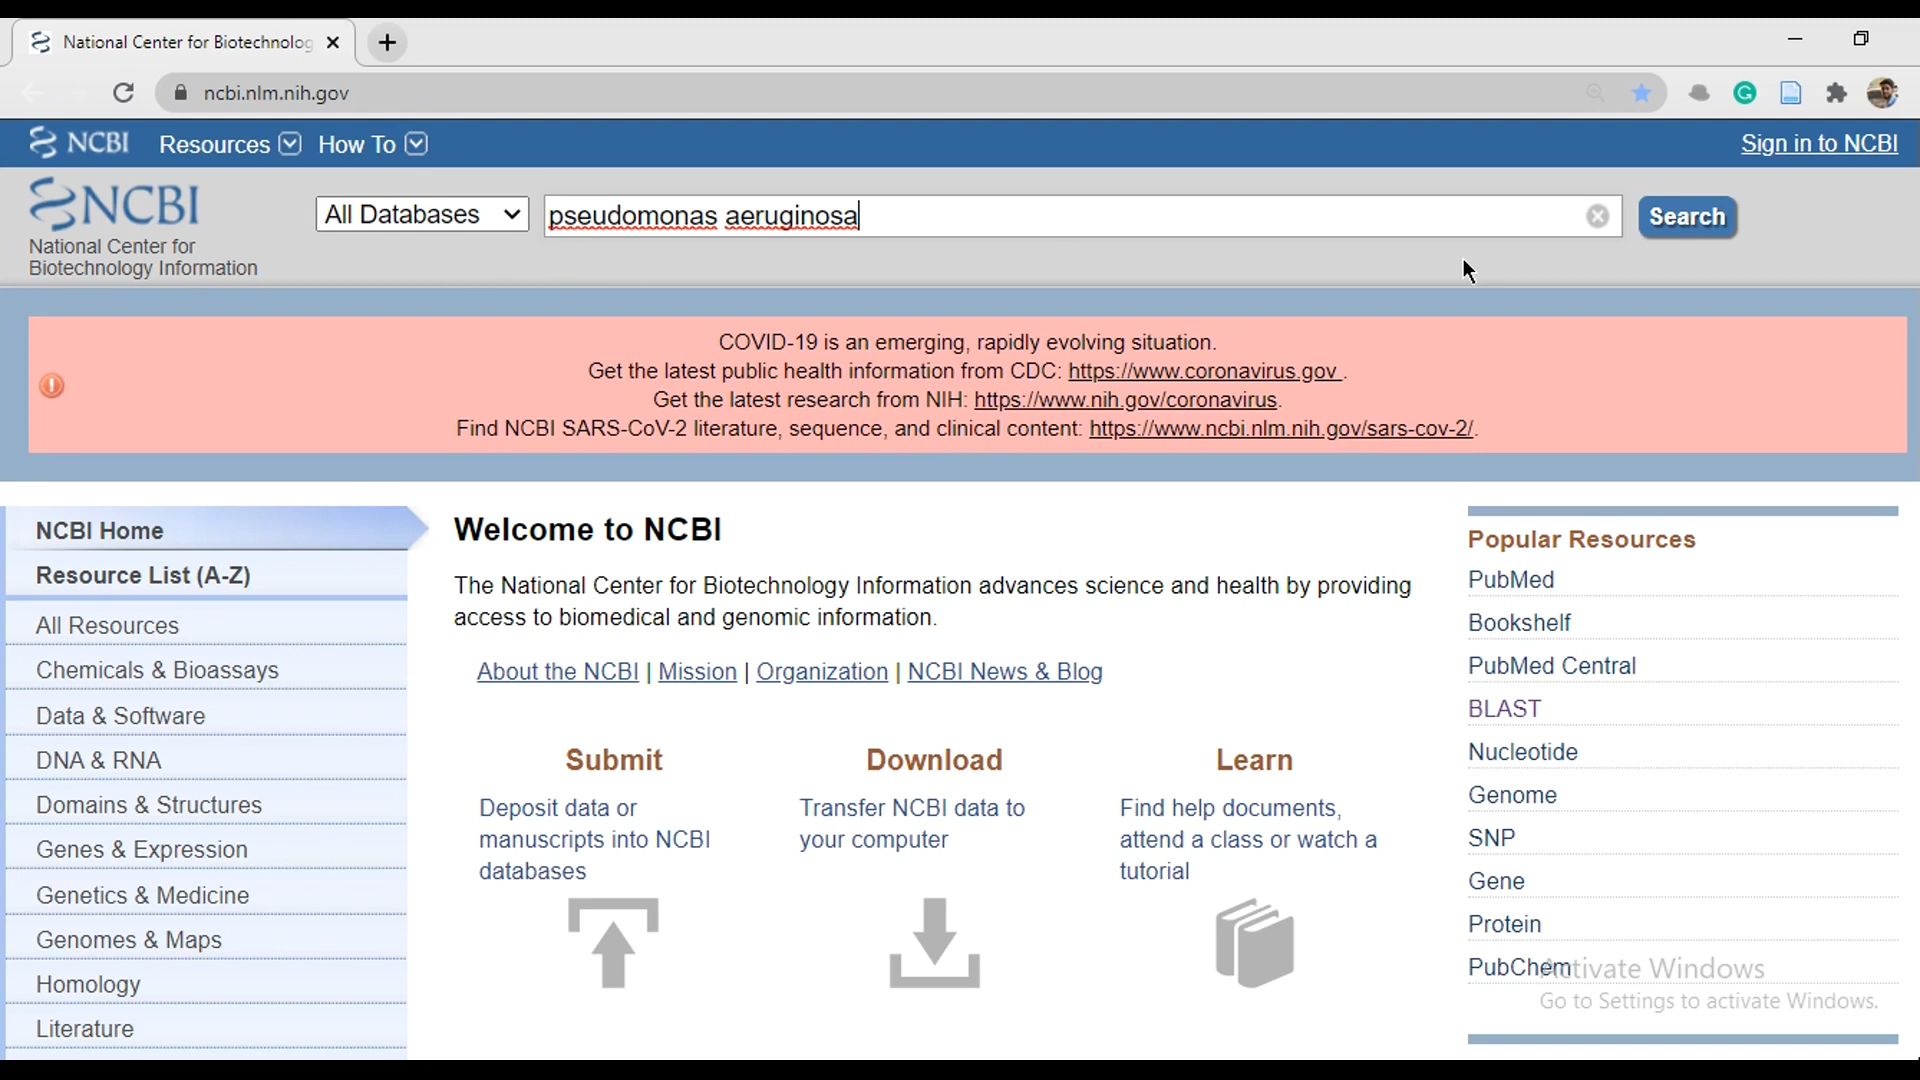 National Center for Biotechnolog
ncbi.nlm.nih.gov
NCBI Resources How To Sign in to NCBI
NCBI
National Center for
Biotechnology Information
All Databases pseudomonas aeruginosa Search
COVID-19 is an emerging, rapidly evolving situation.
Get the latest public health information from CDC: https://www.coronavirus.gov .
Get the latest research from NIH: https://www.nih.gov/coronavirus.
Find NCBI SARS-CoV-2 literature, sequence, and clinical content: https://www.ncbi.nlm.nih.gov/sars-cov-2/.
NCBI Home
Resource List (A-Z)
All Resources
Chemicals & Bioassays
Data & Software
DNA & RNA
Domains & Structures
Genes & Expression
Genetics & Medicine
Genomes & Maps
Homology
Literature
Welcome to NCBI
The National Center for Biotechnology Information advances science and health by providing
access to biomedical and genomic information.
About the NCBI | Mission | Organization | NCBI News & Blog
Submit
Deposit data or
manuscripts into NCBI
databases
Download
Transfer NCBI data to
your computer
Learn
Find help documents,
attend a class or watch a
tutorial
Popular Resources
PubMed
Bookshelf
PubMed Central
BLAST
Nucleotide
Genome
SNP
Gene
Protein
PubChem
Activate Windows
Go to Settings to activate Windows.